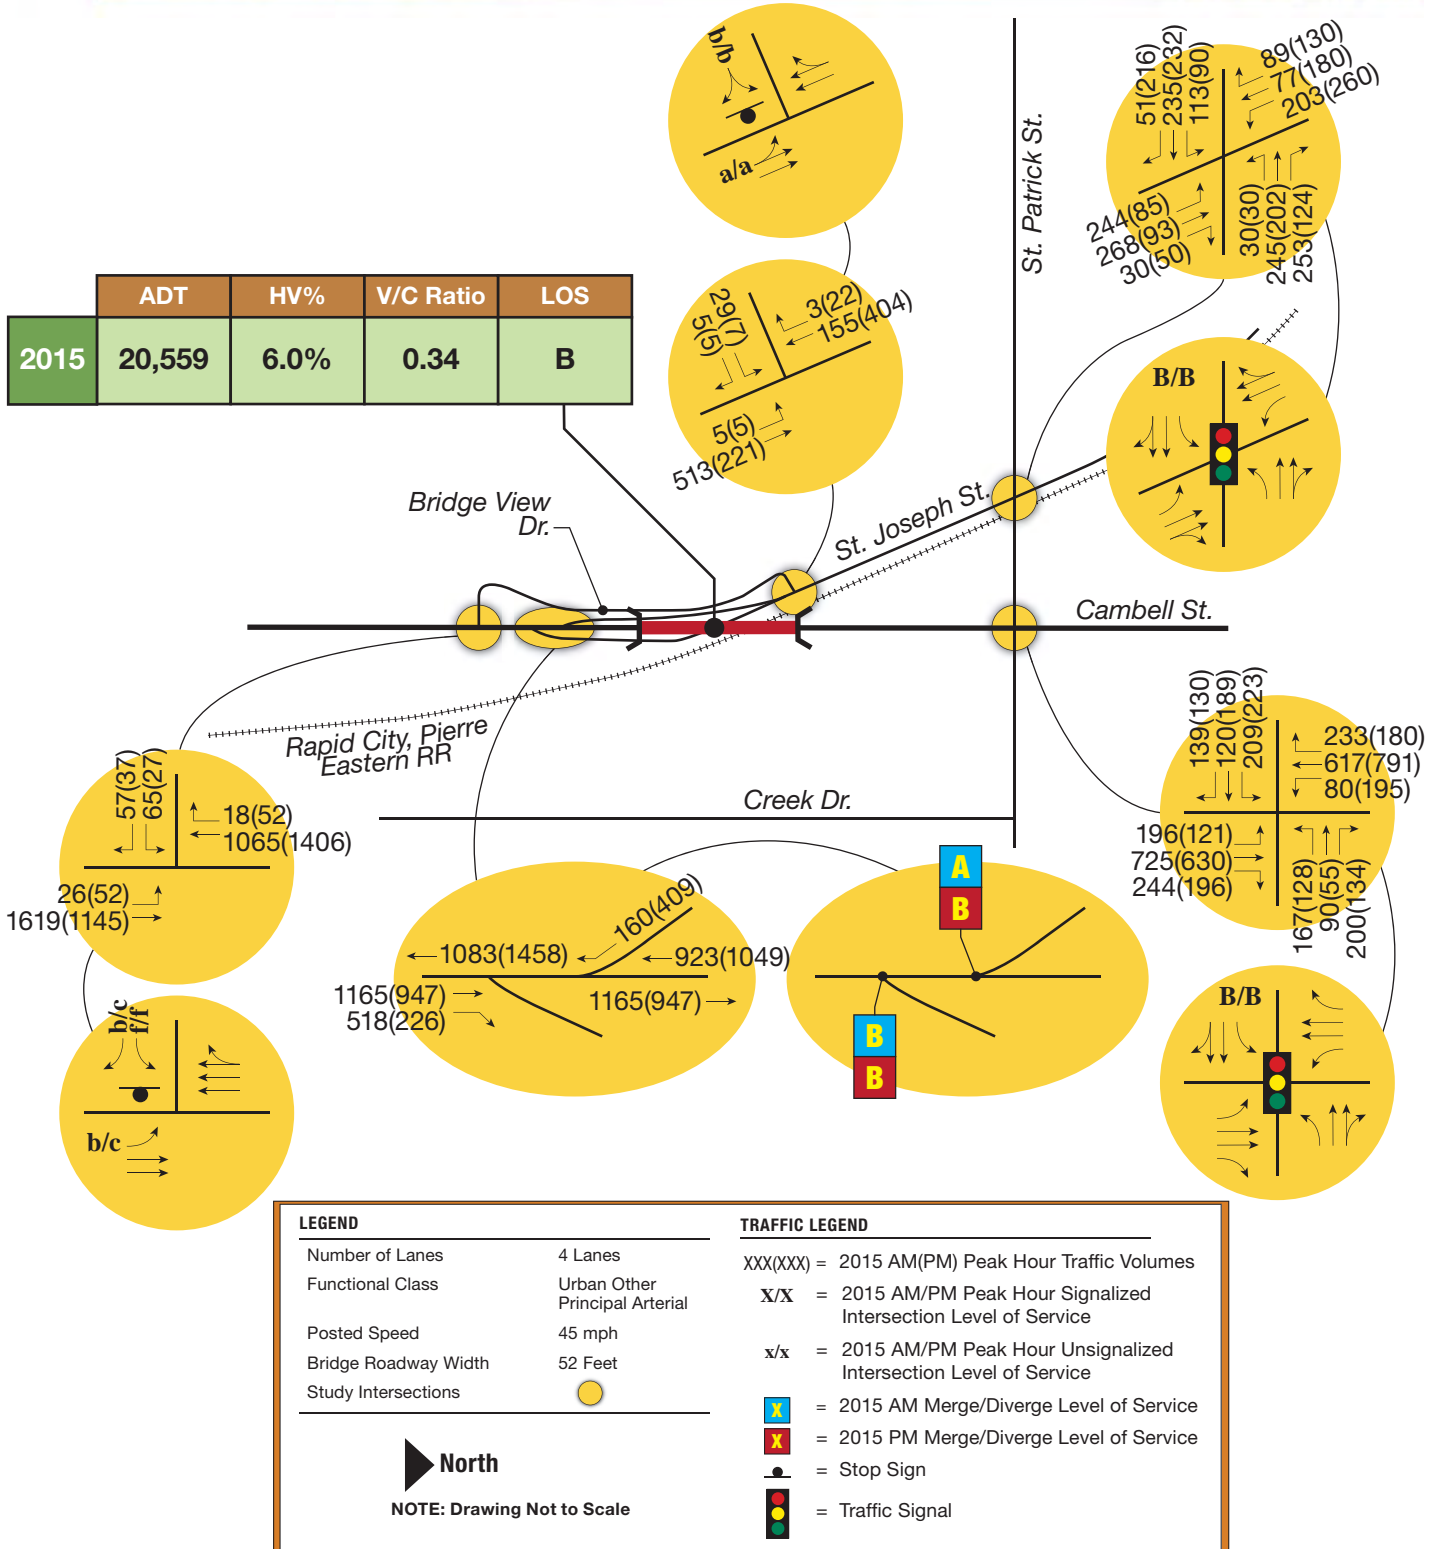 b/b
a/a
29(7)
5(5)
3(22)
155(404)
5(5)
513(221)
St. Patrick St.
51(216)
235(232)
113(90)
89(130)
77(180)
203(260)
244(85)
268(93)
30(50)
30(30)
245(202)
253(124)
B/B
ADT HV% V/C Ratio LOS
2015 20,559 6.0% 0.34 B
Bridge View
Dr.
St. Joseph St.
Cambell St.
Rapid City, Pierre
Eastern RR
Creek Dr.
57(37)
65(27)
18(52)
1065(1406)
26(52)
1619(1145)
b/c
f/f
b/c
160(409)
1083(1458)
923(1049)
1165(947)
518(226)
1165(947)
A
B
B
B
139(130)
120(189)
209(223)
233(180)
617(791)
80(195)
196(121)
725(630)
244(196)
167(128)
90(55)
200(134)
B/B
LEGEND
Number of Lanes 4 Lanes
Functional Class Urban Other
Principal Arterial
Posted Speed 45 mph
Bridge Roadway Width 52 Feet
Study Intersections
North
NOTE: Drawing Not to Scale
TRAFFIC LEGEND
XXX(XXX) = 2015 AM(PM) Peak Hour Traffic Volumes
X/X = 2015 AM/PM Peak Hour Signalized
Intersection Level of Service
x/x = 2015 AM/PM Peak Hour Unsignalized
Intersection Level of Service
X = 2015 AM Merge/Diverge Level of Service
X = 2015 PM Merge/Diverge Level of Service
= Stop Sign
= Traffic Signal